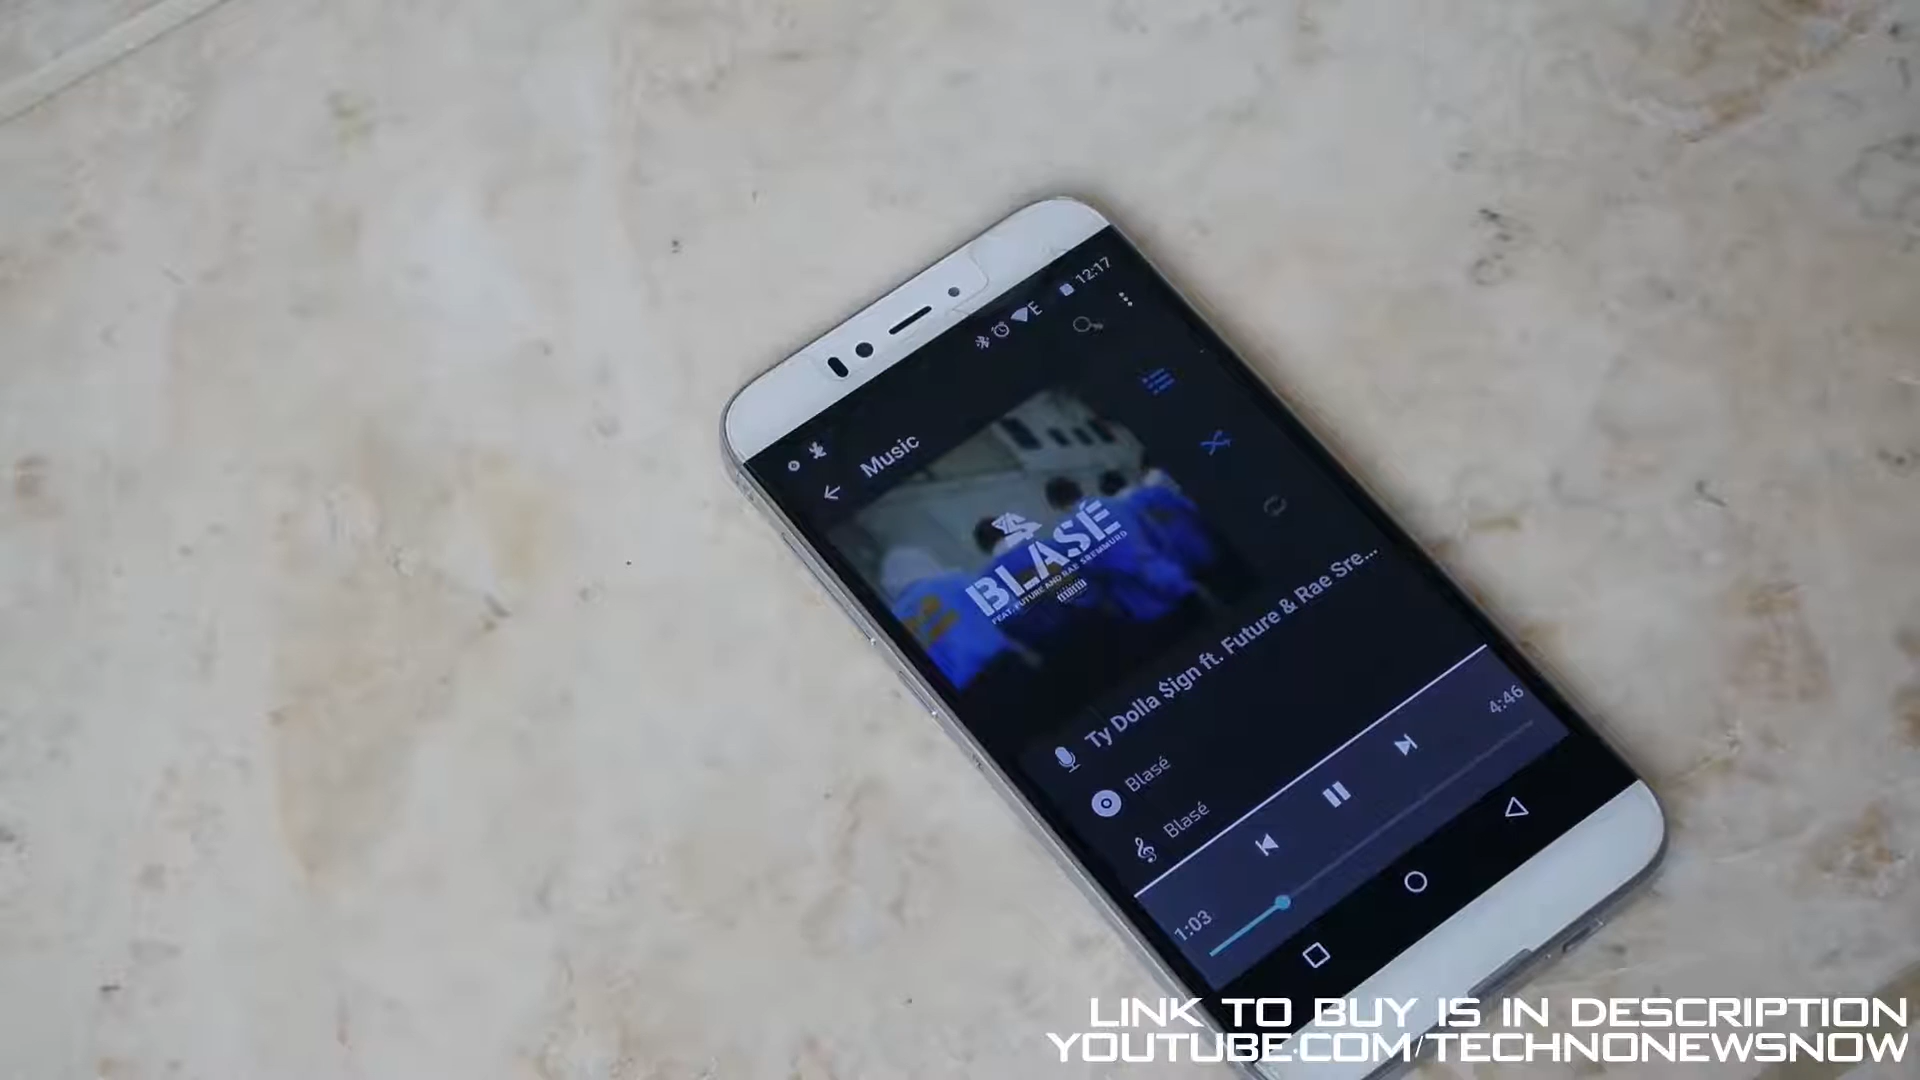 12:17
E
Music
BLASÉ
FEAT. FUTURE AND RAE SREMMURD
Ty Dolla $ign ft. Future & Rae Sre...
Blasé
Blasé
4:46
1:03
LINK TO BUY IS IN DESCRIPTION
YOUTUBE.COM/TECHNONEWSNOW